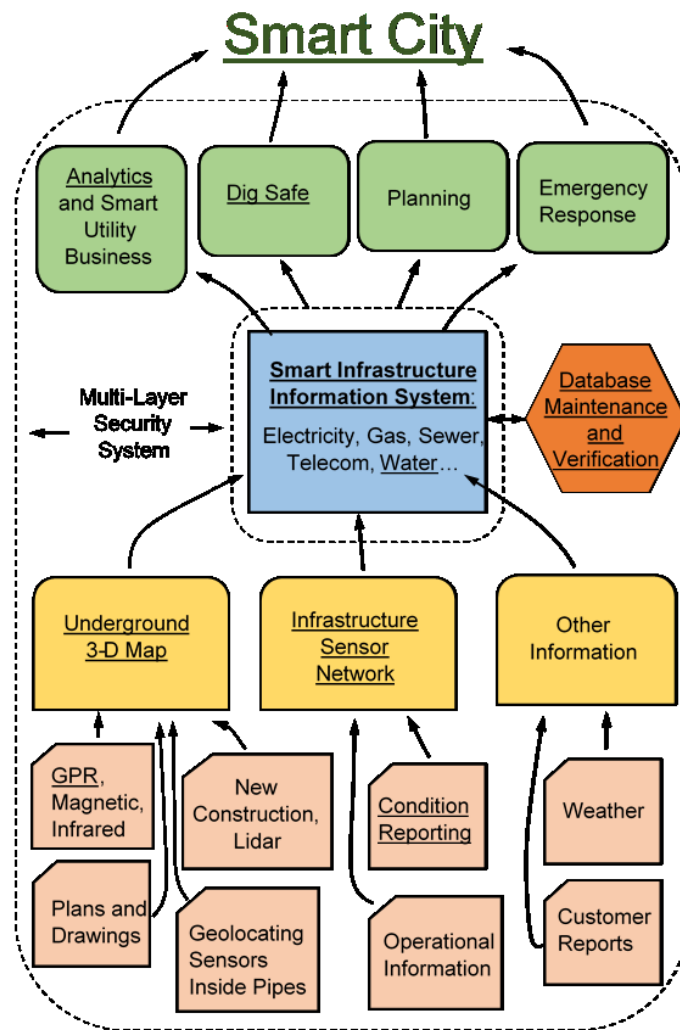 Smart City
Analytics
and Smart
Utility
Business
Dig Safe
Planning
Emergency
Response
Multi-Layer
Security
System
Smart Infrastructure
Information System:
Electricity, Gas, Sewer,
Telecom, Water...
Database
Maintenance
and
Verification
Underground
3-D Map
Infrastructure
Sensor
Network
Other
Information
GPR,
Magnetic,
Infrared
New
Construction,
Lidar
Condition
Reporting
Weather
Plans and
Drawings
Geolocating
Sensors
Inside Pipes
Operational
Information
Customer
Reports